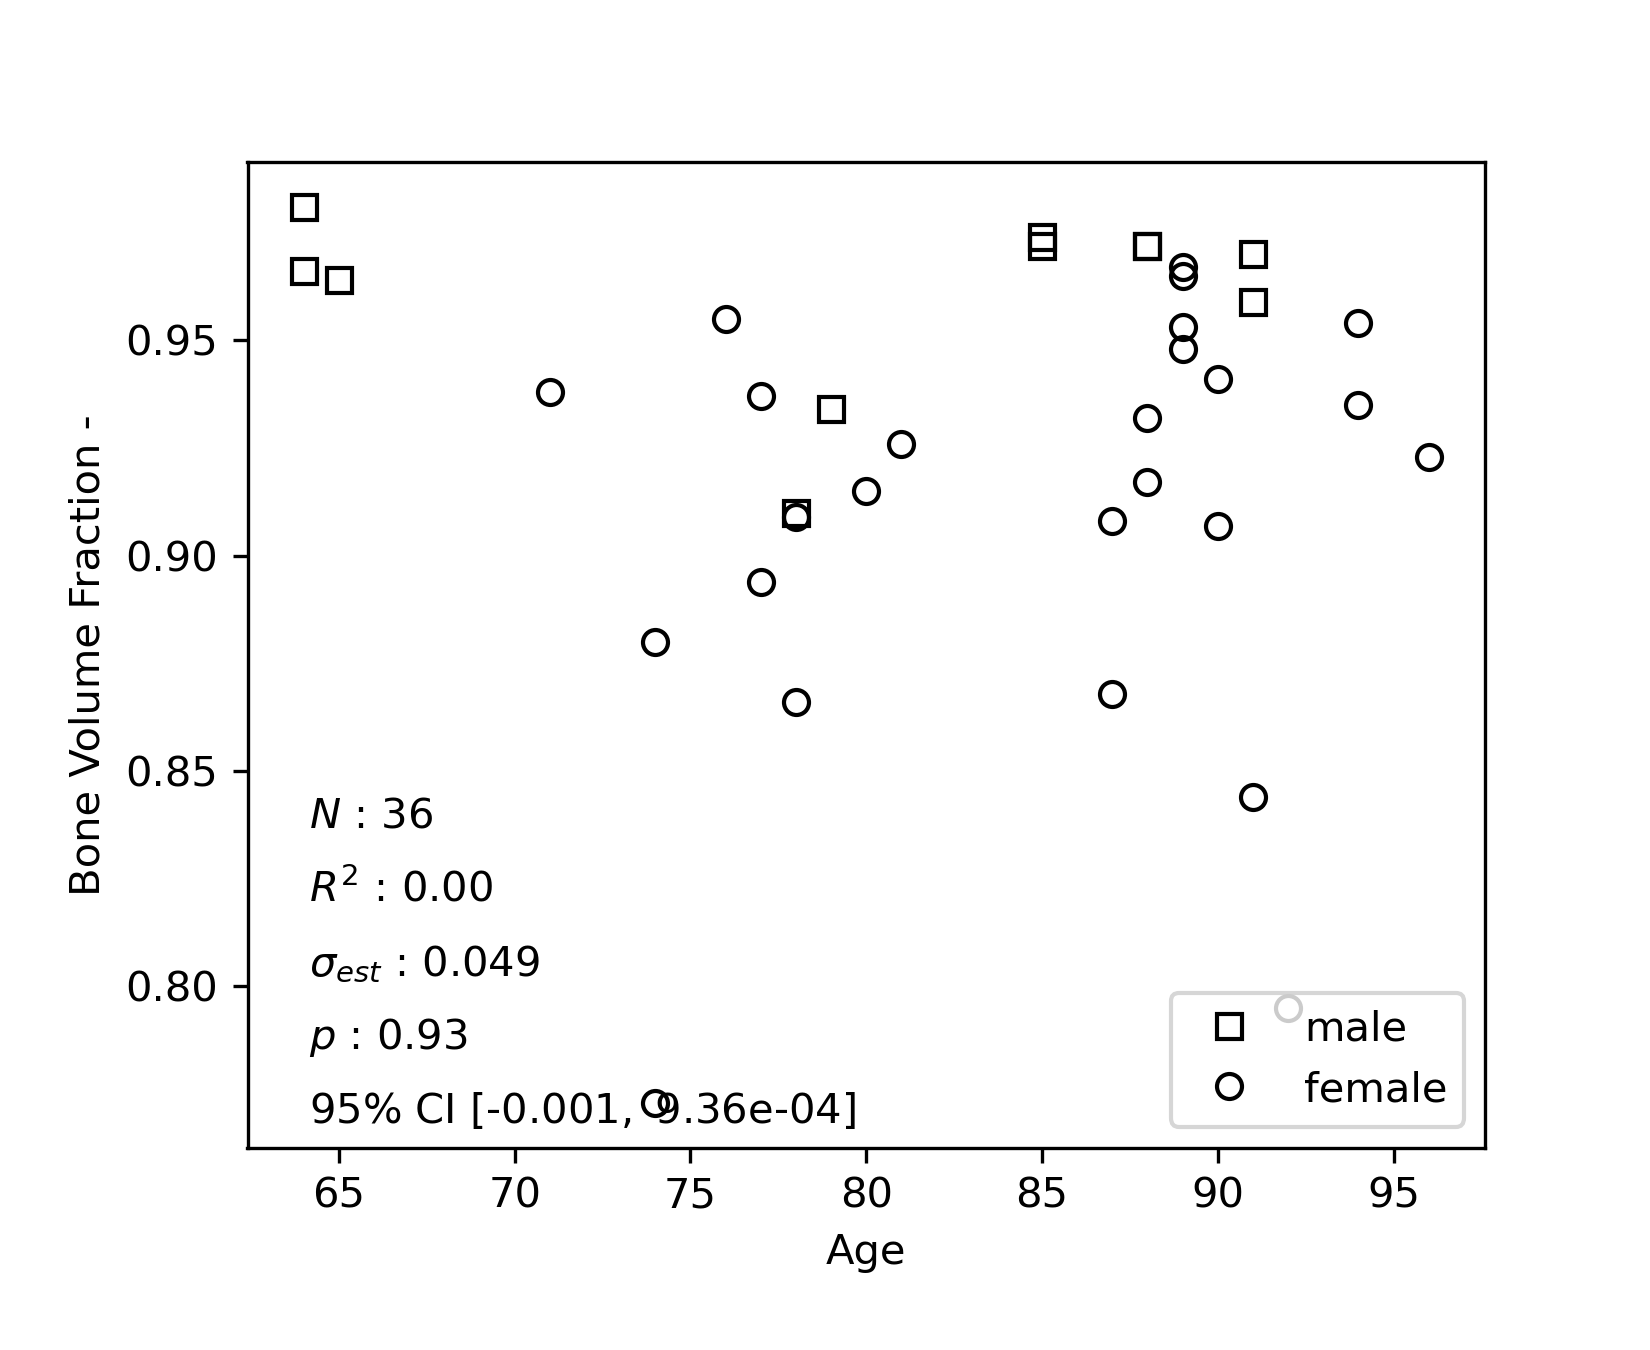 0.95
0.90
0.85
0.80
Bone Volume Fraction -
N : 36
R² : 0.00
σest : 0.049
p : 0.93
95% CI [-0.001, 9.36e-04]
male
female
65 70 75 80 85 90 95
Age